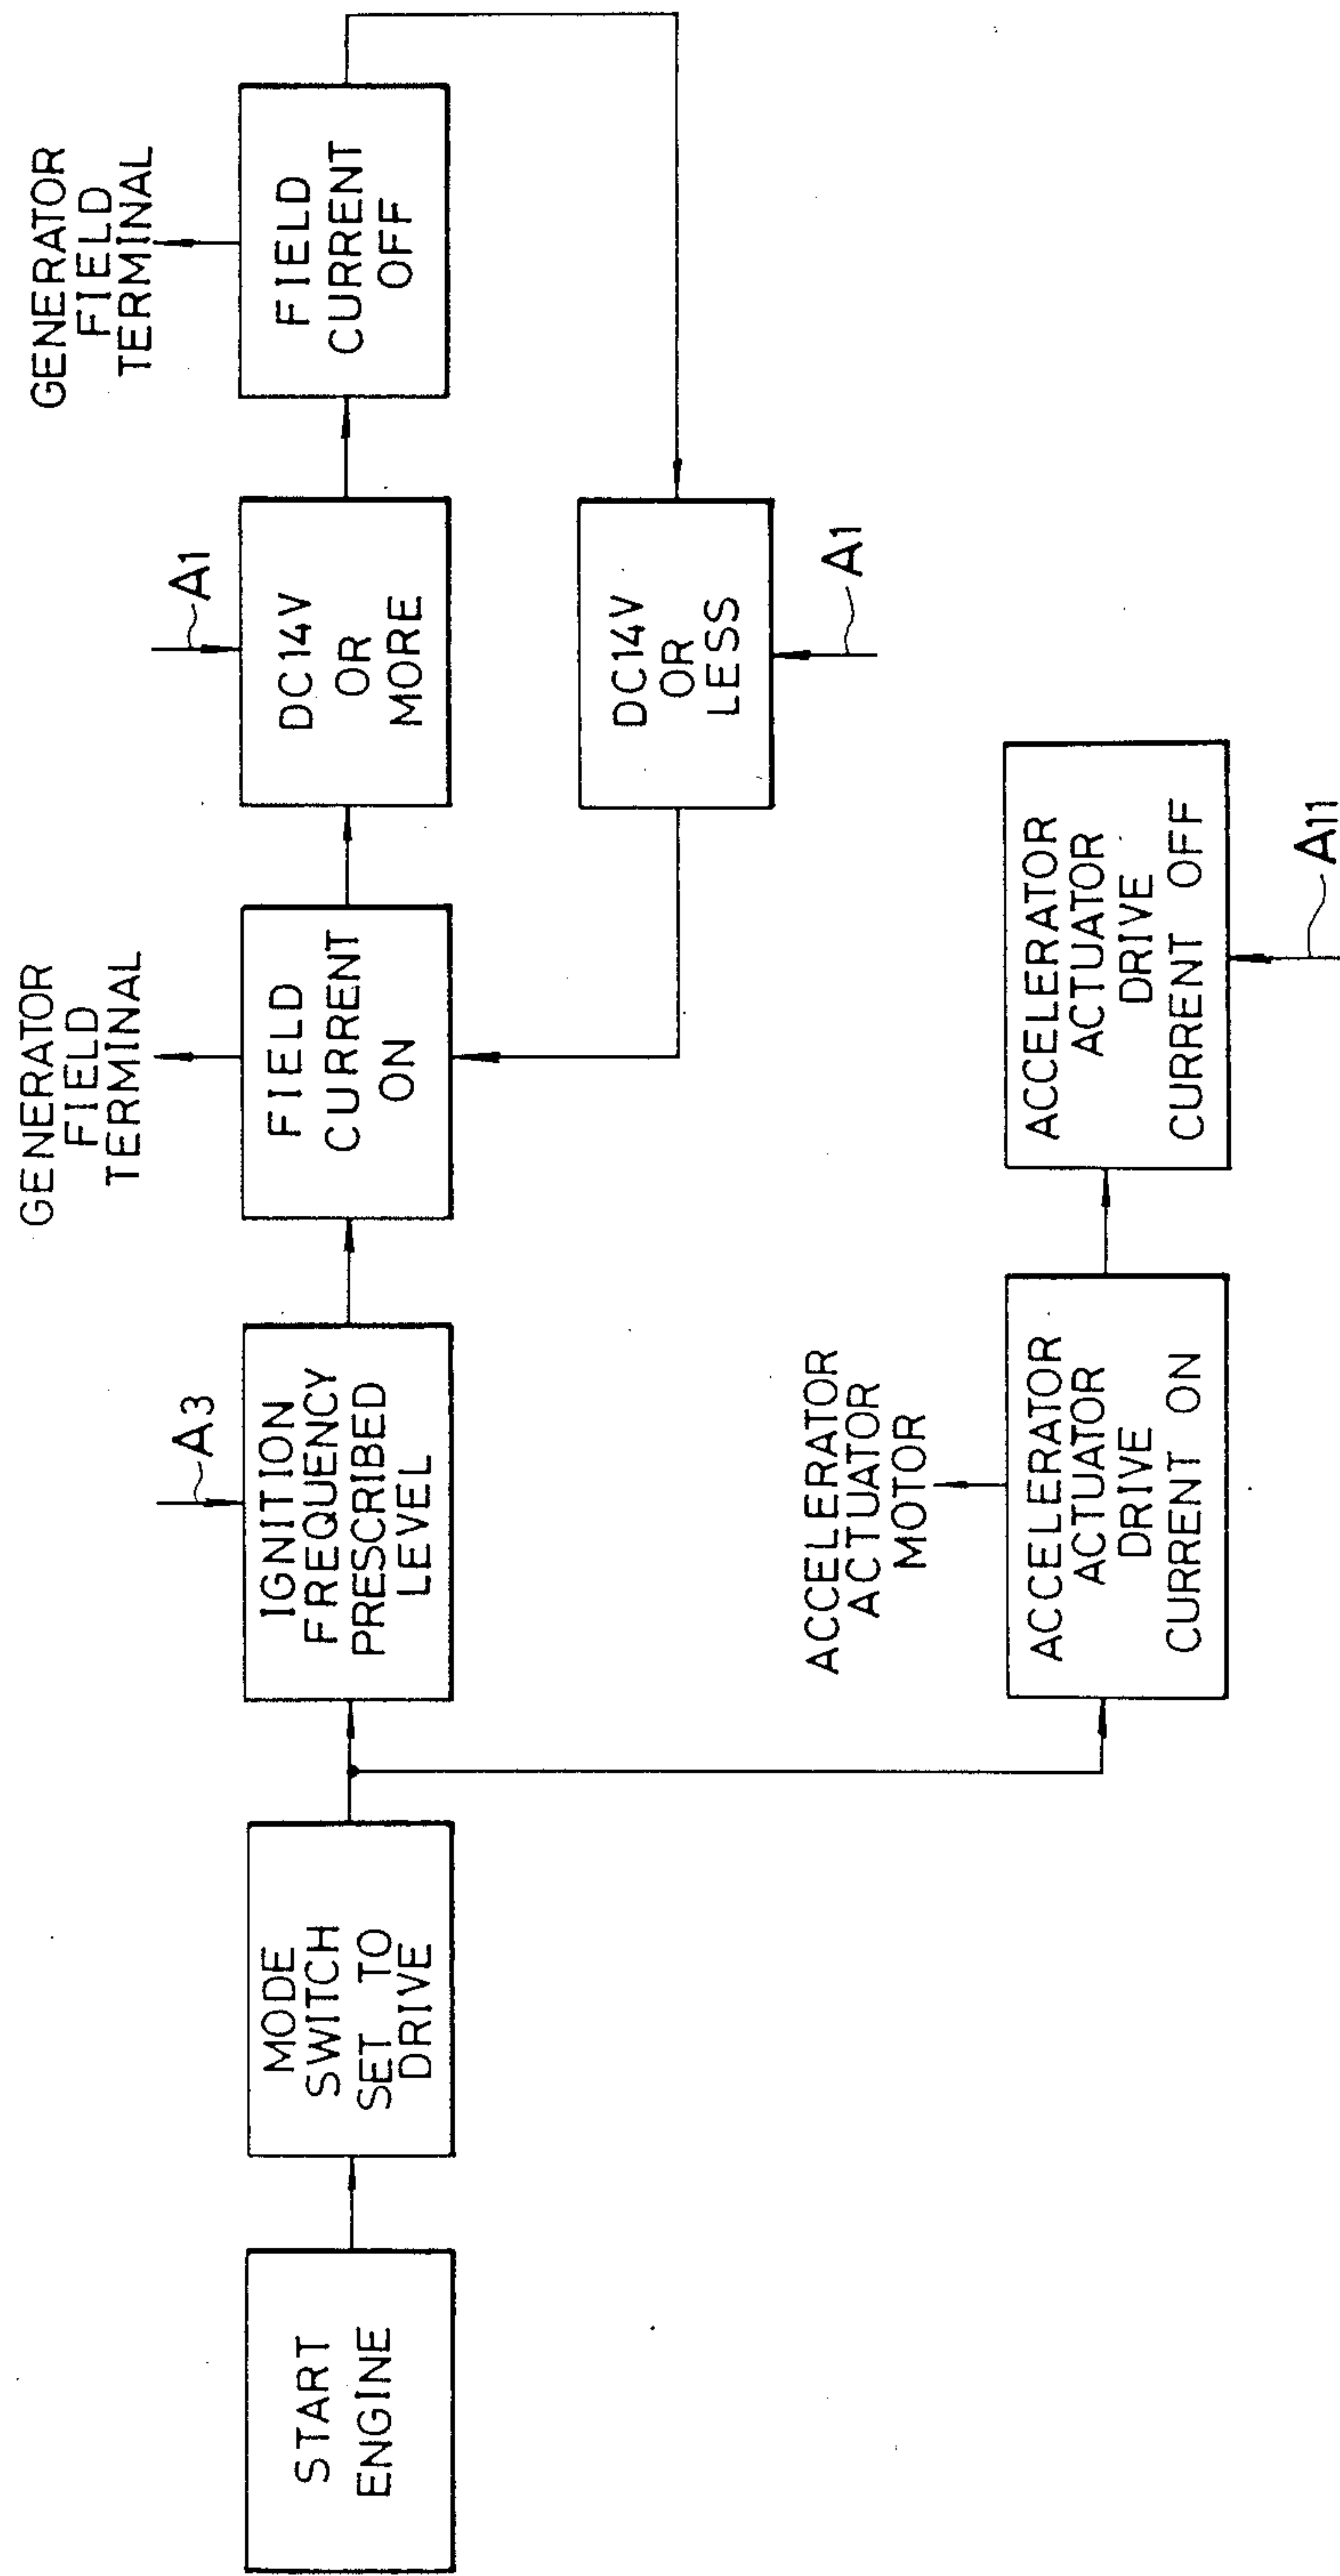 START
ENGINE
MODE
SWITCH
SET TO
DRIVE
A3
IGNITION
FREQUENCY
PRESCRIBED
LEVEL
GENERATOR
FIELD
TERMINAL
FIELD
CURRENT
ON
A1
DC14V
OR
MORE
GENERATOR
FIELD
TERMINAL
FIELD
CURRENT
OFF
DC14V
OR
LESS
A1
ACCELERATOR
ACTUATOR
MOTOR
ACCELERATOR
ACTUATOR
DRIVE
CURRENT ON
ACCELERATOR
ACTUATOR
DRIVE
CURRENT OFF
A11